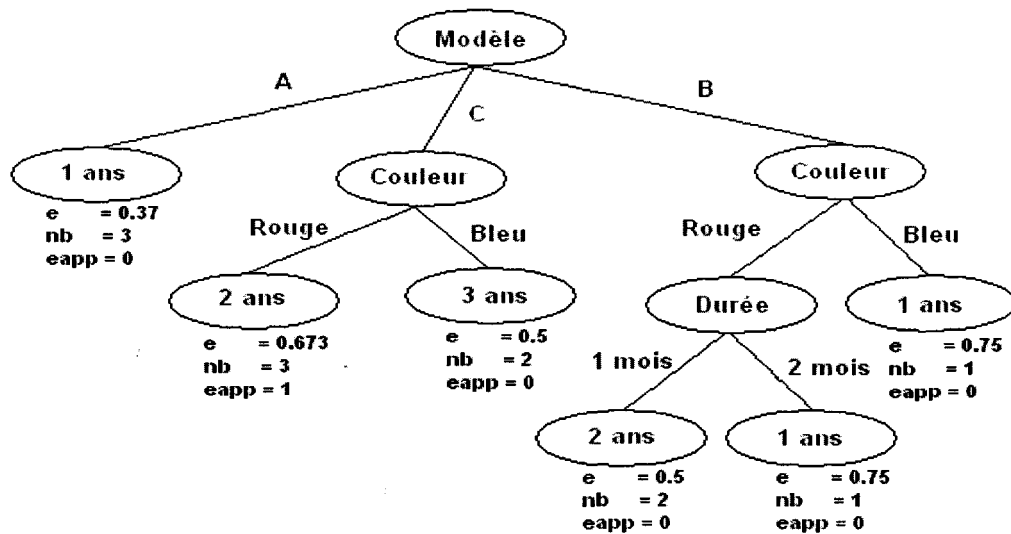 Modèle
A
C
B
1 ans
e = 0.37
nb = 3
eapp = 0
Couleur
Rouge
Bleu
2 ans
e = 0.673
nb = 3
eapp = 1
3 ans
e = 0.5
nb = 2
eapp = 0
Couleur
Rouge
Bleu
Durée
1 mois
2 mois
2 ans
e = 0.5
nb = 2
eapp = 0
1 ans
e = 0.75
nb = 1
eapp = 0
1 ans
e = 0.75
nb = 1
eapp = 0